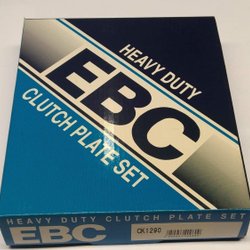 HEAVY DUTY
EBC
CLUTCH PLATE SET
HEAVY DUTY CLUTCH PLATE SET
EBC
CK1290